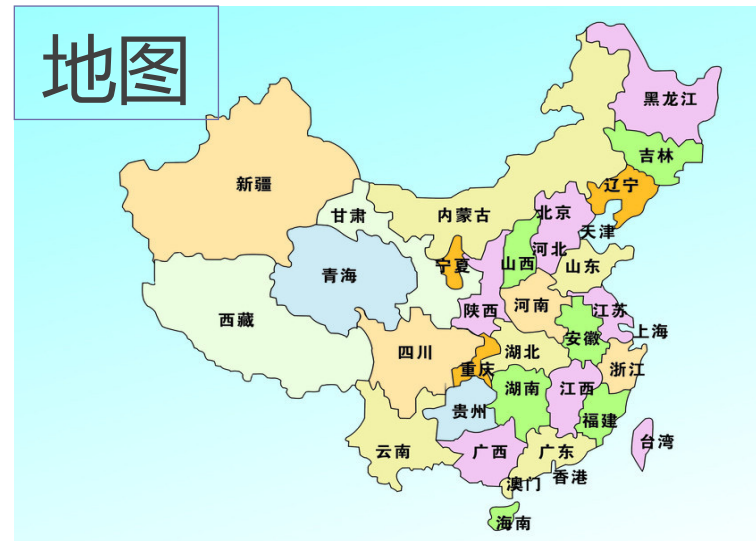 地图
黑龙江
吉林
辽宁
新疆
甘肃
内蒙古
北京
天津
河北
宁夏
山西
山东
青海
陕西
河南
江苏
西藏
上海
安徽
四川
湖北
重庆
浙江
湖南
江西
贵州
福建
云南
广西
广东
台湾
香港
澳门
海南